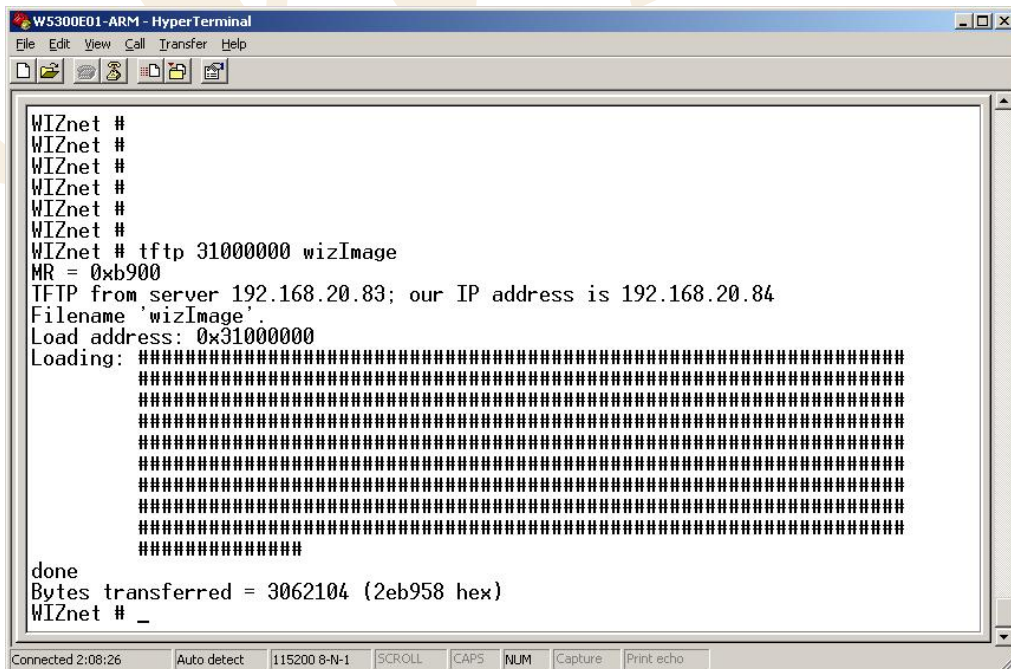 W5300E01-ARM - HyperTerminal
File Edit View Call Transfer Help
WIZnet #
WIZnet #
WIZnet #
WIZnet #
WIZnet #
WIZnet #
WIZnet # tftp 31000000 wizImage
MR = 0xb900
TFTP from server 192.168.20.83; our IP address is 192.168.20.84
Filename 'wizImage'.
Load address: 0x31000000
Loading: #################################################################
#################################################################
#################################################################
#################################################################
#################################################################
#################################################################
#################################################################
#################################################################
#################################################################
##############
done
Bytes transferred = 3062104 (2eb958 hex)
WIZnet # _
Connected 2:08:26 Auto detect 115200 8-N-1 SCROLL CAPS NUM Capture Print echo